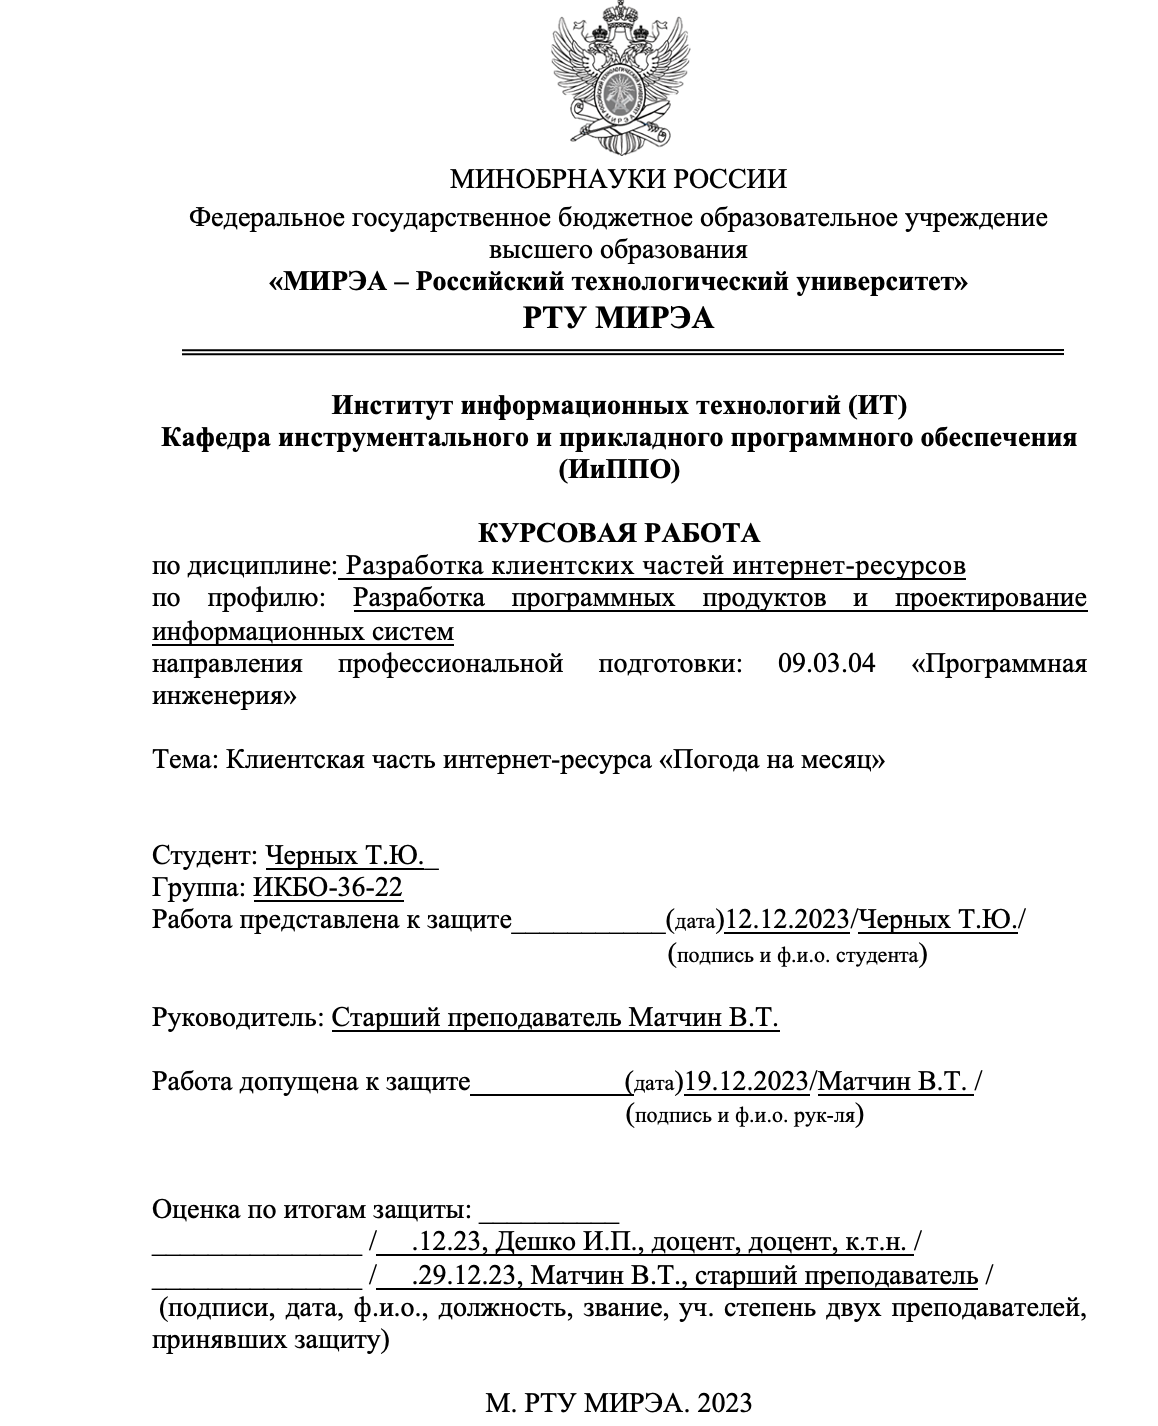 МИНОБРНАУКИ РОССИИ
Федеральное государственное бюджетное образовательное учреждение
высшего образования
«МИРЭА – Российский технологический университет»
РТУ МИРЭА
Институт информационных технологий (ИТ)
Кафедра инструментального и прикладного программного обеспечения
(ИиППО)
КУРСОВАЯ РАБОТА
по дисциплине: Разработка клиентских частей интернет-ресурсов
по профилю: Разработка программных продуктов и проектирование
информационных систем
направления профессиональной подготовки: 09.03.04 «Программная
инженерия»
Тема: Клиентская часть интернет-ресурса «Погода на месяц»
Студент: Черных Т.Ю._
Группа: ИКБО-36-22
Работа представлена к защите___________(дата)12.12.2023/Черных Т.Ю./
(подпись и ф.и.о. студента)
Руководитель: Старший преподаватель Матчин В.Т.
Работа допущена к защите___________(дата)19.12.2023/Матчин В.Т. /
(подпись и ф.и.о. рук-ля)
Оценка по итогам защиты: __________
_______________ /__.12.23, Дешко И.П., доцент, доцент, к.т.н. /
_______________ /__.29.12.23, Матчин В.Т., старший преподаватель /
(подписи, дата, ф.и.о., должность, звание, уч. степень двух преподавателей,
принявших защиту)
М. РТУ МИРЭА. 2023